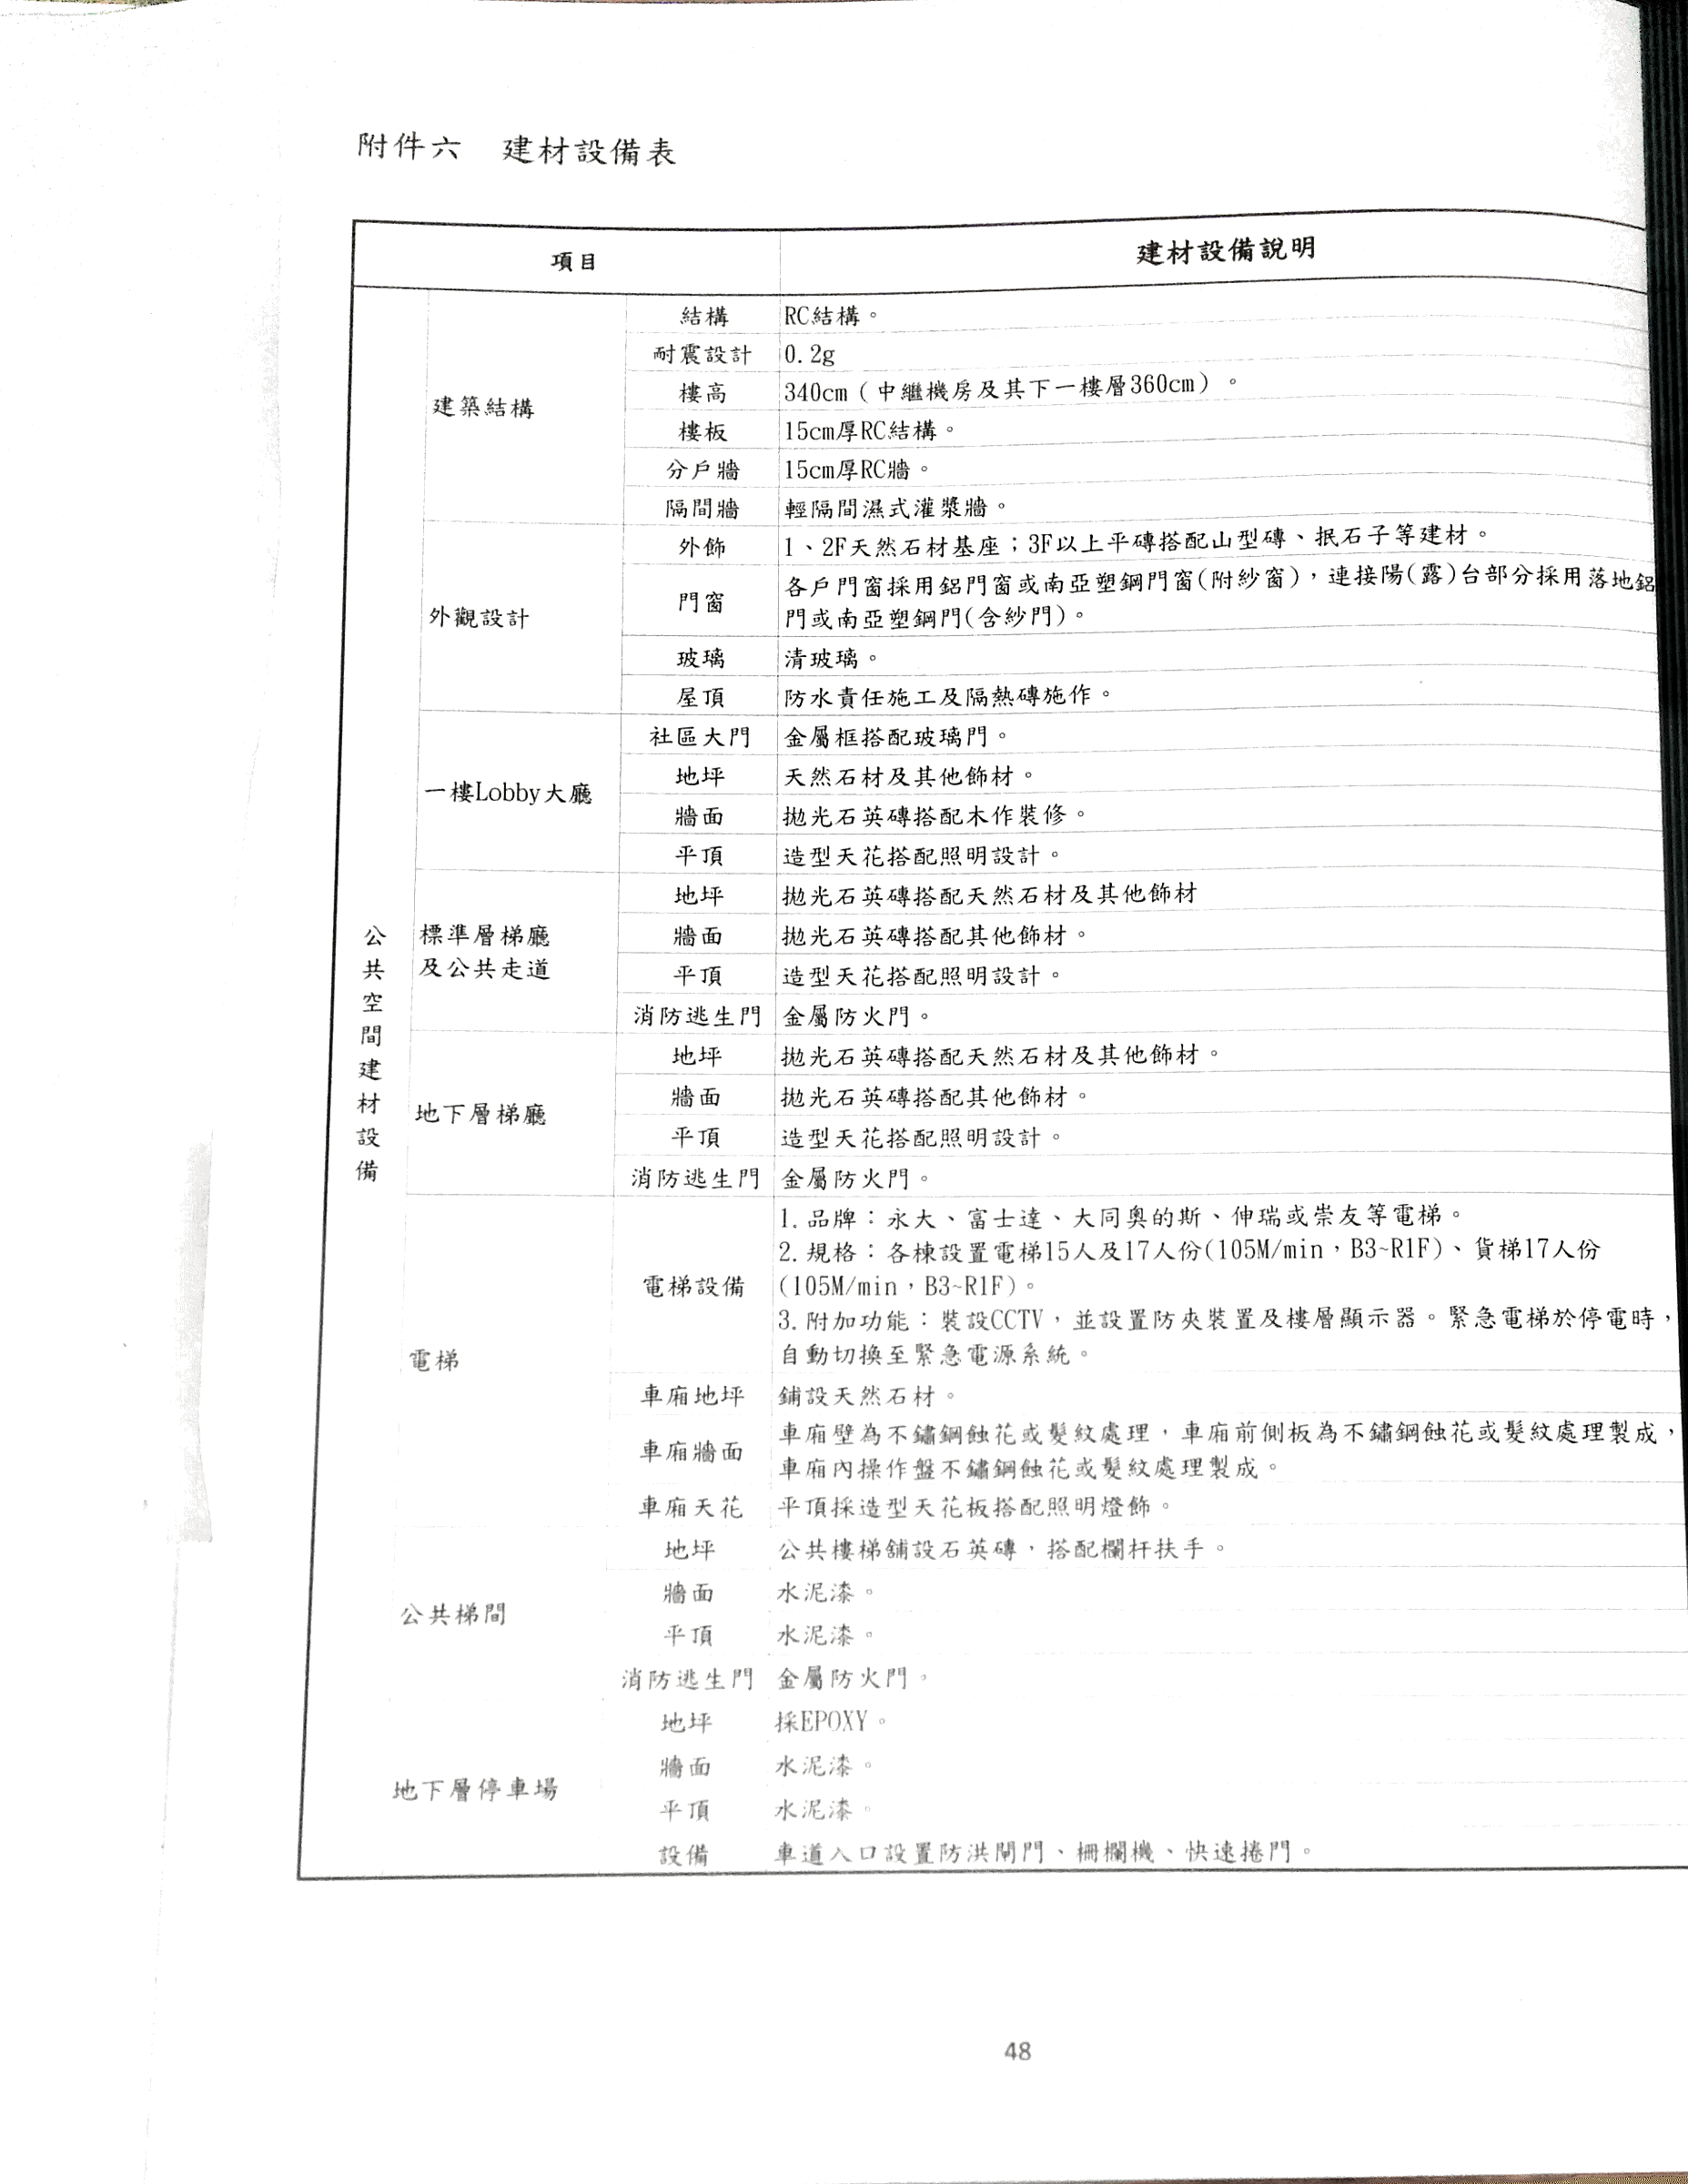 附件六　建材設備表
項目　建材設備說明
公共空間建材設備
建築結構
結構　RC結構。
耐震設計　0.2g
樓高　340cm（中繼機房及其下一樓層360cm）。
樓板　15cm厚RC結構。
分戶牆　15cm厚RC牆。
隔間牆　輕隔間濕式灌漿牆。
外觀設計
外飾　1、2F天然石材基座；3F以上平磚搭配山型磚、抿石子等建材。
門窗　各戶門窗採用鋁門窗或南亞塑鋼門窗(附紗窗)，連接陽(露)台部分採用落地鋁
門或南亞塑鋼門(含紗門)。
玻璃　清玻璃。
屋頂　防水責任施工及隔熱磚施作。
一樓Lobby大廳
社區大門　金屬框搭配玻璃門。
地坪　天然石材及其他飾材。
牆面　拋光石英磚搭配木作裝修。
平頂　造型天花搭配照明設計。
標準層梯廳
及公共走道
地坪　拋光石英磚搭配天然石材及其他飾材
牆面　拋光石英磚搭配其他飾材。
平頂　造型天花搭配照明設計。
消防逃生門　金屬防火門。
地下層梯廳
地坪　拋光石英磚搭配天然石材及其他飾材。
牆面　拋光石英磚搭配其他飾材。
平頂　造型天花搭配照明設計。
消防逃生門　金屬防火門。
電梯
電梯設備
1.品牌：永大、富士達、大同奧的斯、伸瑞或崇友等電梯。
2.規格：各棟設置電梯15人及17人份(105M/min，B3~R1F)、貨梯17人份
(105M/min，B3~R1F)。
3.附加功能：裝設CCTV，並設置防夾裝置及樓層顯示器。緊急電梯於停電時，
自動切換至緊急電源系統。
車廂地坪　鋪設天然石材。
車廂牆面　車廂壁為不鏽鋼蝕花或髮紋處理，車廂前側板為不鏽鋼蝕花或髮紋處理製成，
車廂內操作盤不鏽鋼蝕花或髮紋處理製成。
車廂天花　平頂採造型天花板搭配照明燈飾。
公共梯間
地坪　公共樓梯舖設石英磚，搭配欄杆扶手。
牆面　水泥漆。
平頂　水泥漆。
消防逃生門　金屬防火門。
地下層停車場
地坪　採EPOXY。
牆面　水泥漆。
平頂　水泥漆。
設備　車道入口設置防洪閘門、柵欄機、快速捲門。
48